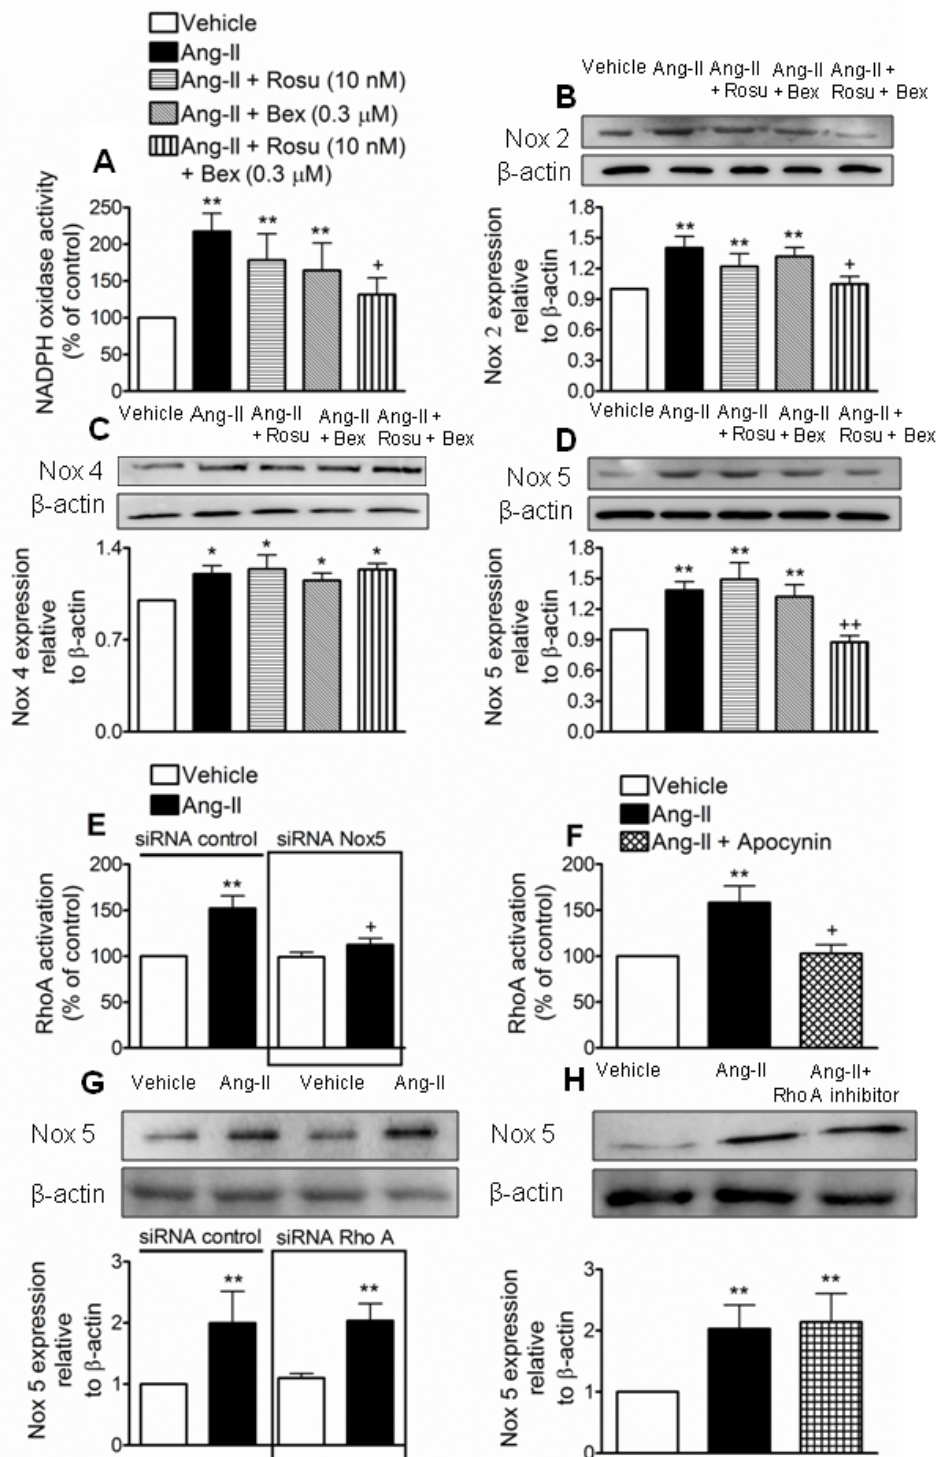 Vehicle
Ang-II
Ang-II + Rosu (10 nM)
Ang-II + Bex (0.3 μM)
Ang-II + Rosu (10 nM)
+ Bex (0.3 μM)
A
NADPH oxidase activity
(% of control)
250
200
150
100
50
0
**
**
**
+
Vehicle Ang-II Ang-II Ang-II Ang-II +
+ Rosu + Bex Rosu + Bex
B
Nox 2
β-actin
Nox 2 expression
relative
to β-actin
1.8
1.5
1.2
0.9
0.6
0.3
0.0
**
**
**
+
Vehicle Ang-II Ang-II Ang-II Ang-II +
+ Rosu + Bex Rosu + Bex
C
Nox 4
β-actin
Nox 4 expression
relative
to β-actin
1.4
0.7
0.0
*
*
*
*
Vehicle Ang-II Ang-II Ang-II Ang-II +
+ Rosu + Bex Rosu + Bex
D
Nox 5
β-actin
Nox 5 expression
relative
to β-actin
1.8
1.5
1.2
0.9
0.6
0.3
0.0
**
**
**
++
Vehicle
Ang-II
E
siRNA control siRNA Nox5
RhoA activation
(% of control)
200
150
100
50
0
**
+
Vehicle
Ang-II
Ang-II + Apocynin
F
RhoA activation
(% of control)
200
150
100
50
0
**
+
G
Vehicle Ang-II Vehicle Ang-II
Nox 5
β-actin
siRNA control siRNA Rho A
Nox 5 expression
relative
to β-actin
3
2
1
0
**
**
H
Vehicle Ang-II Ang-II+
Rho A inhibitor
Nox 5
β-actin
Nox 5 expression
relative
to β-actin
3
2
1
0
**
**